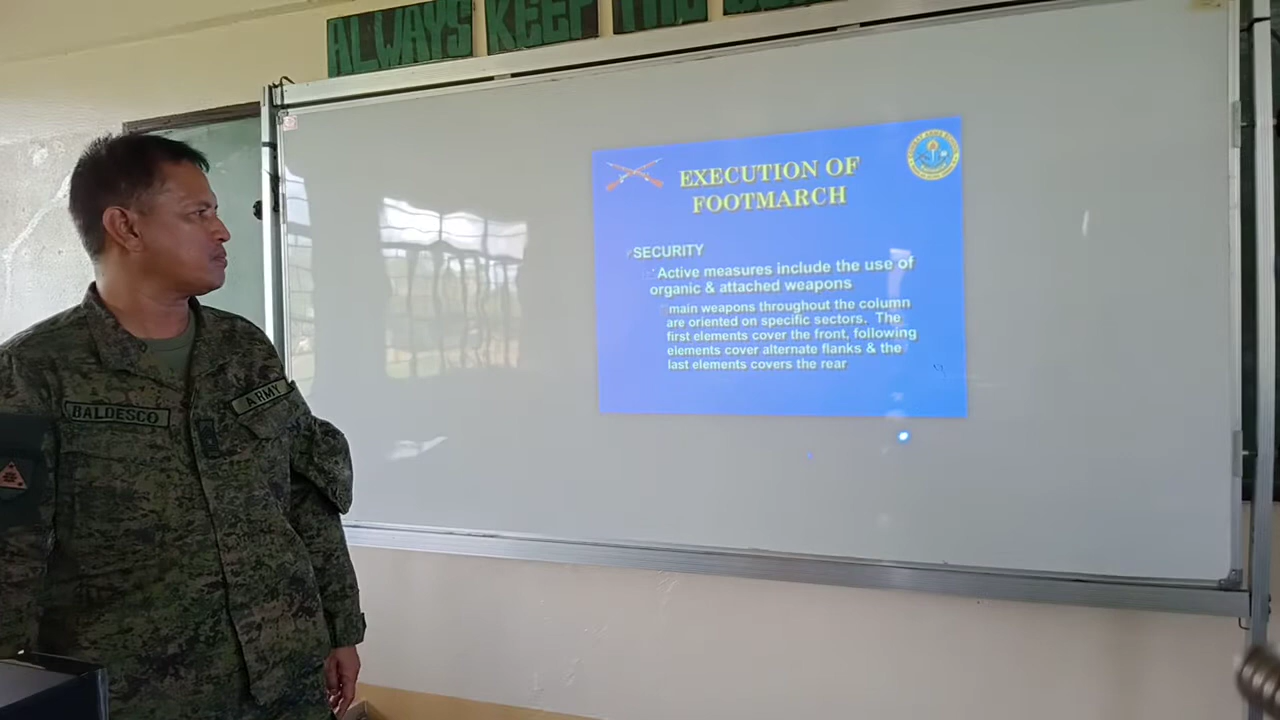 ALWAYS KEEP THE
EXECUTION OF
FOOTMARCH
SECURITY
Active measures include the use of
organic & attached weapons
main weapons throughout the column
are oriented on specific sectors. The
first elements cover the front, following
elements cover alternate flanks & the
last elements covers the rear
BALDESCO
ARMY